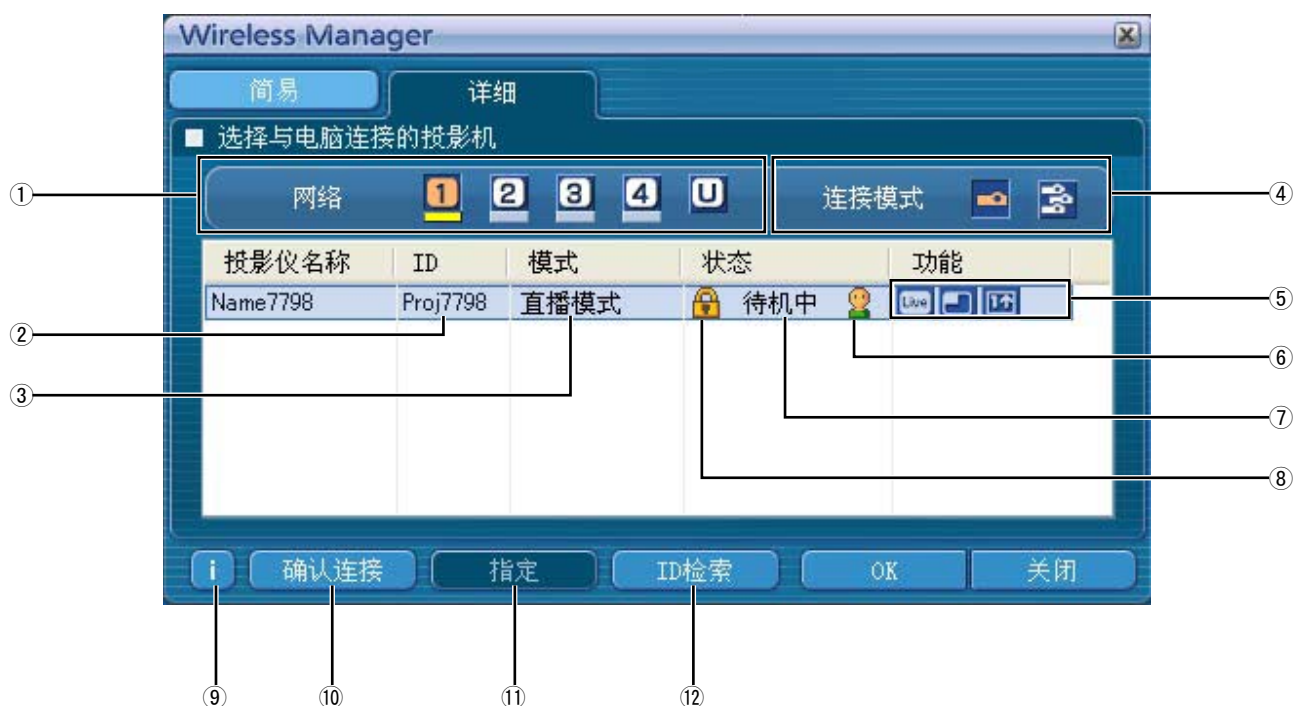 Wireless Manager
简易 详细
■ 选择与电脑连接的投影机
① 网络 1 2 3 4 U 连接模式 ④
投影仪名称 ID 模式 状态 功能
Name7798 Proj7798 直播模式 待机中 Live ⑤
②
⑥
③
⑦
⑧
i 确认连接 指定 ID检索 OK 关闭
⑨ ⑩ ⑪ ⑫